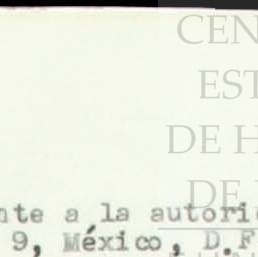 CEN
EST
DE H
DE
nte a la autori
9, México, D.F